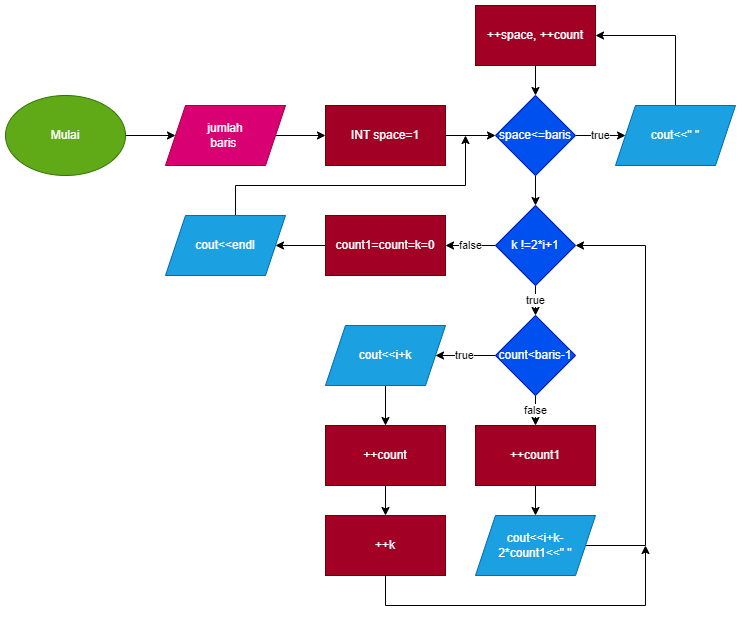 ++space, ++count
Mulai
jumlah
baris
INT space=1
space<=baris
true
cout<<" "
cout<<endl
count1=count=k=0
false
k !=2*i+1
true
cout<<i+k
true
count<baris-1
false
++count
++count1
++k
cout<<i+k-
2*count1<<" "